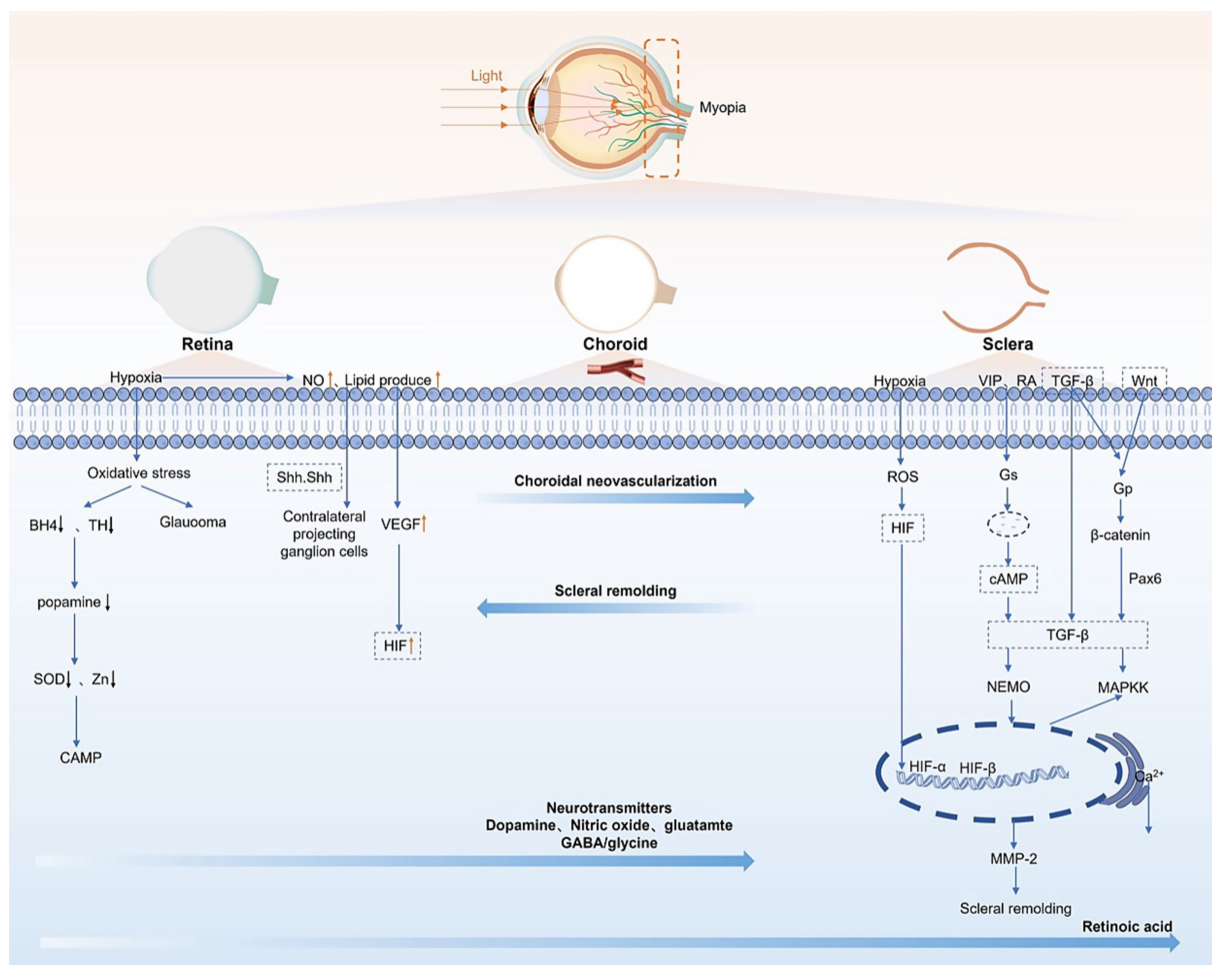 Light
Myopia
Retina
Choroid
Sclera
Hypoxia
NO↑、Lipid produce↑
Hypoxia
VIP、RA
TGF-β
Wnt
Oxidative stress
Shh.Shh
Choroidal neovascularization
ROS
Gs
Gp
BH4↓、TH↓
Glauooma
Contralateral
projecting
ganglion cells
VEGF↑
HIF
β-catenin
cAMP
Pax6
popamine↓
Scleral remolding
HIF↑
TGF-β
SOD↓、Zn↓
NEMO
MAPKK
CAMP
HIF-α
HIF-β
Ca²⁺
Neurotransmitters
Dopamine、Nitric oxide、gluatamte
GABA/glycine
MMP-2
Scleral remolding
Retinoic acid